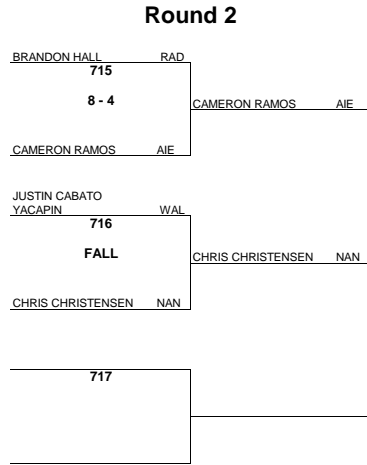 Round 2
BRANDON HALL RAD
715
8 - 4
CAMERON RAMOS AIE
CAMERON RAMOS AIE
JUSTIN CABATO
YACAPIN WAL
716
FALL
CHRIS CHRISTENSEN NAN
CHRIS CHRISTENSEN NAN
717